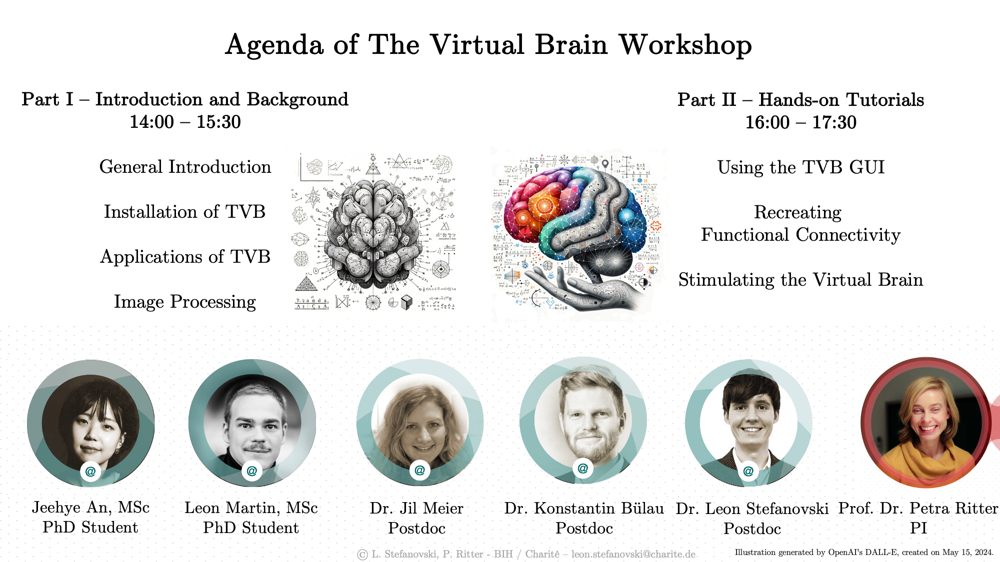 Agenda of The Virtual Brain Workshop
Part I – Introduction and Background
14:00 – 15:30
General Introduction
Installation of TVB
Applications of TVB
Image Processing
Part II – Hands-on Tutorials
16:00 – 17:30
Using the TVB GUI
Recreating
Functional Connectivity
Stimulating the Virtual Brain
@
@
@
@
@
Jeehye An, MSc
PhD Student
Leon Martin, MSc
PhD Student
Dr. Jil Meier
Postdoc
Dr. Konstantin Bülau
Postdoc
Dr. Leon Stefanovski
Postdoc
Prof. Dr. Petra Ritter
PI
© L. Stefanovski, P. Ritter - BIH / Charité – leon.stefanovski@charite.de
Illustration generated by OpenAI's DALL-E, created on May 15, 2024.